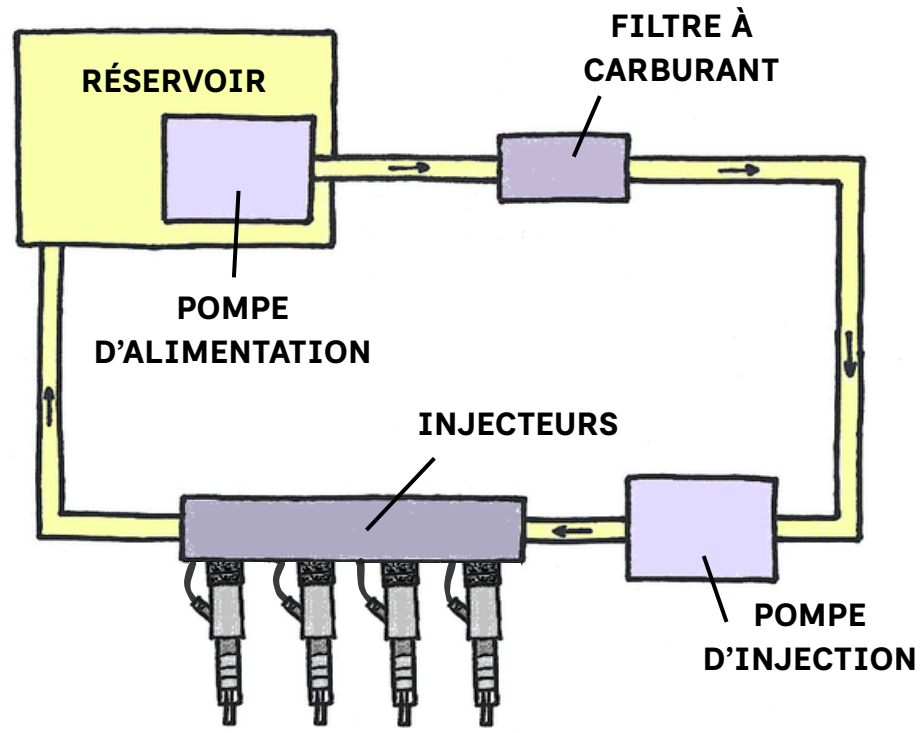 FILTRE À
CARBURANT
RÉSERVOIR
POMPE
D’ALIMENTATION
INJECTEURS
POMPE
D’INJECTION